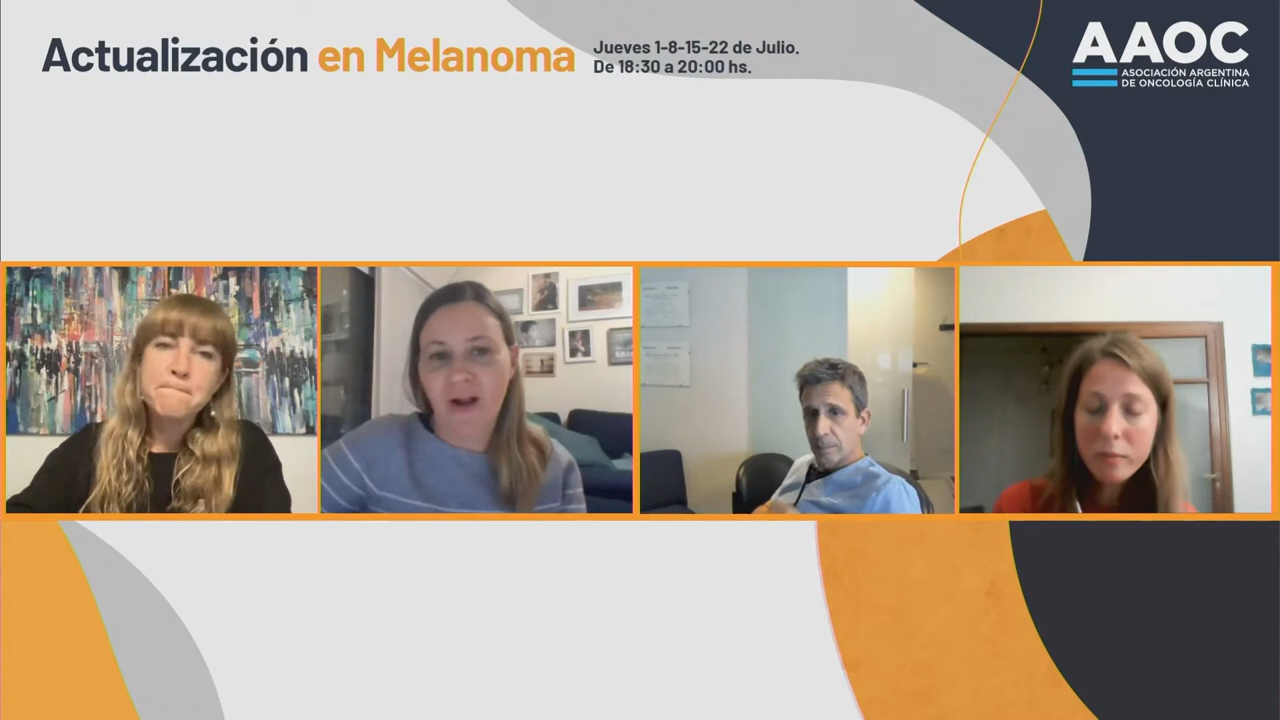 Actualización en Melanoma
Jueves 1-8-15-22 de Julio.
De 18:30 a 20:00 hs.
AAOC
ASOCIACIÓN ARGENTINA
DE ONCOLOGÍA CLÍNICA